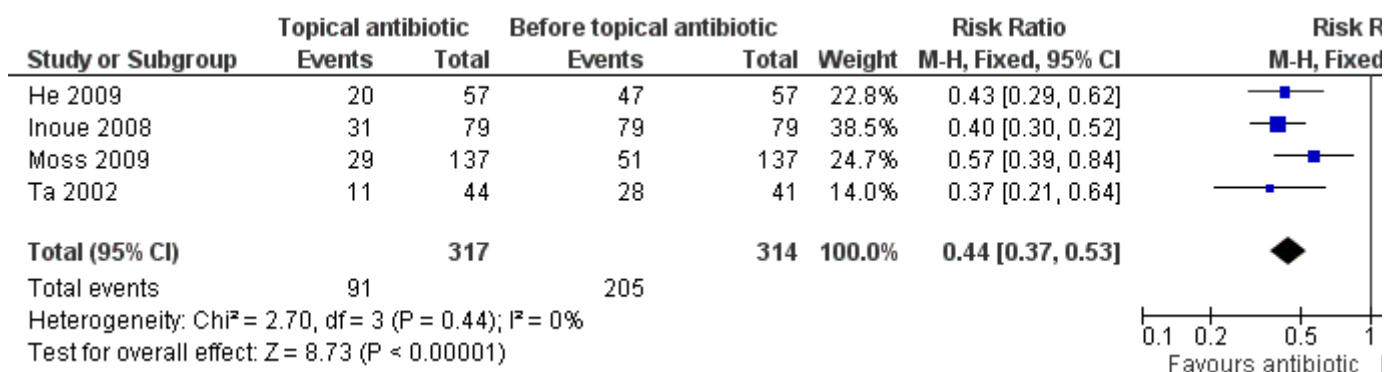 Topical antibiotic Before topical antibiotic Risk Ratio Risk R
Study or Subgroup Events Total Events Total Weight M-H, Fixed, 95% CI M-H, Fixed
He 2009 20 57 47 57 22.8% 0.43 [0.29, 0.62]
Inoue 2008 31 79 79 79 38.5% 0.40 [0.30, 0.52]
Moss 2009 29 137 51 137 24.7% 0.57 [0.39, 0.84]
Ta 2002 11 44 28 41 14.0% 0.37 [0.21, 0.64]
Total (95% CI) 317 314 100.0% 0.44 [0.37, 0.53]
Total events 91 205
Heterogeneity: Chi² = 2.70, df = 3 (P = 0.44); I² = 0%
Test for overall effect: Z = 8.73 (P < 0.00001)
0.1 0.2 0.5 1
Favours antibiotic